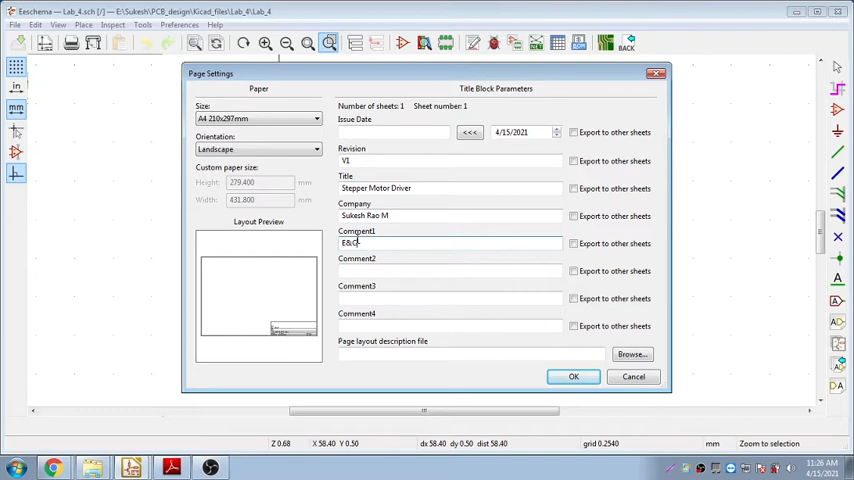 Eeschema — Lab_4.sch [/] — E:\Sukesh\PCB_design\Kicad_files\Lab_4\Lab_4
File Edit View Place Inspect Tools Preferences Help
BACK
in
mm
Page Settings
Paper
Title Block Parameters
Size:
A4 210x297mm
Orientation:
Landscape
Custom paper size:
Height: 279.400 mm
Width: 431.800 mm
Layout Preview
Number of sheets: 1 Sheet number: 1
Issue Date
<<< 4/15/2021 Export to other sheets
Revision
V1 Export to other sheets
Title
Stepper Motor Driver Export to other sheets
Company
Sukesh Rao M Export to other sheets
Comment1
E&C Export to other sheets
Comment2
Export to other sheets
Comment3
Export to other sheets
Comment4
Export to other sheets
Page layout description file
Browse...
OK Cancel
Z 0.68 X 58.40 Y 0.50 dx 58.40 dy 0.50 dist 58.40 grid 0.2540 mm Zoom to selection
11:26 AM
4/15/2021